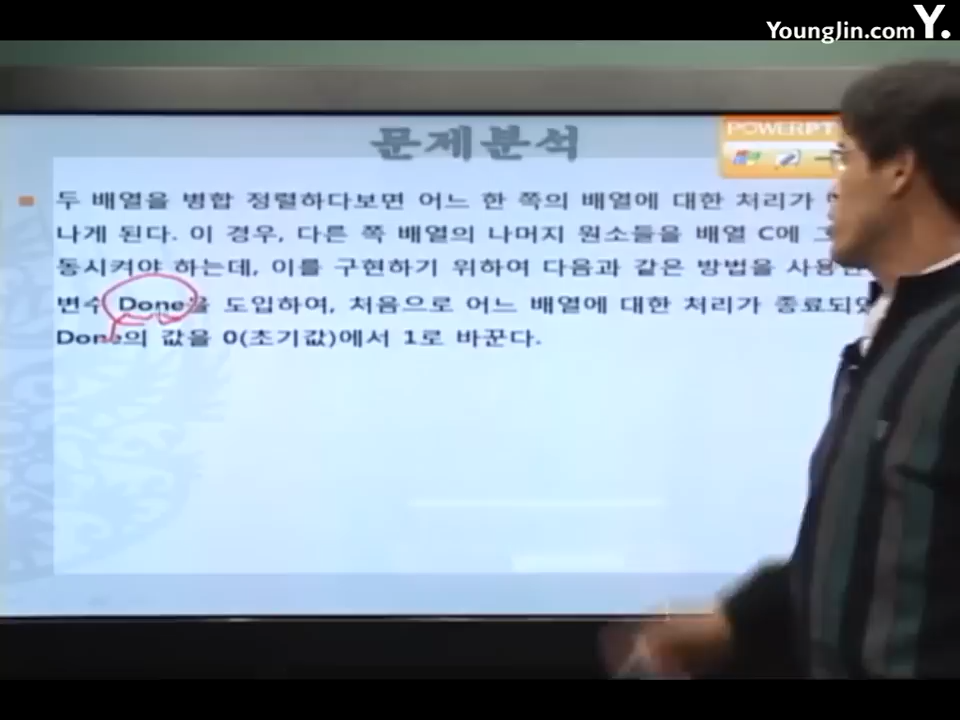 YoungJin.com Y.
문제분석
POWERPT
두 배열을 병합 정렬하다보면 어느 한 쪽의 배열에 대한 처리가
나게 된다. 이 경우, 다른 쪽 배열의 나머지 원소들을 배열 C에
동시켜야 하는데, 이를 구현하기 위하여 다음과 같은 방법을
변수 Done을 도입하여, 처음으로 어느 배열에 대한 처리가
Done의 값을 0(초기값)에서 1로 바꾼다.